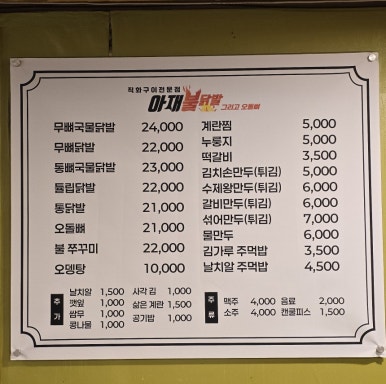 직화구이전문점
아재불닭발 그리고 오돌뼈
무뼈국물닭발 24,000
무뼈닭발 22,000
통뼈국물닭발 23,000
튤립닭발 22,000
통닭발 21,000
오돌뼈 21,000
불 쭈꾸미 22,000
오뎅탕 10,000
계란찜 5,000
누룽지 5,000
떡갈비 3,500
김치손만두(튀김) 5,000
수제왕만두(튀김) 6,000
갈비만두(튀김) 6,000
섞어만두(튀김) 7,000
물만두 6,000
김가루 주먹밥 3,500
날치알 주먹밥 4,500
추가
날치알 1,500 사각 김 1,000
깻잎 1,000 삶은 계란 1,500
쌈무 1,000 공기밥 1,000
콩나물 1,000
주류
맥주 4,000 음료 2,000
소주 4,000 캔쿨피스 1,500